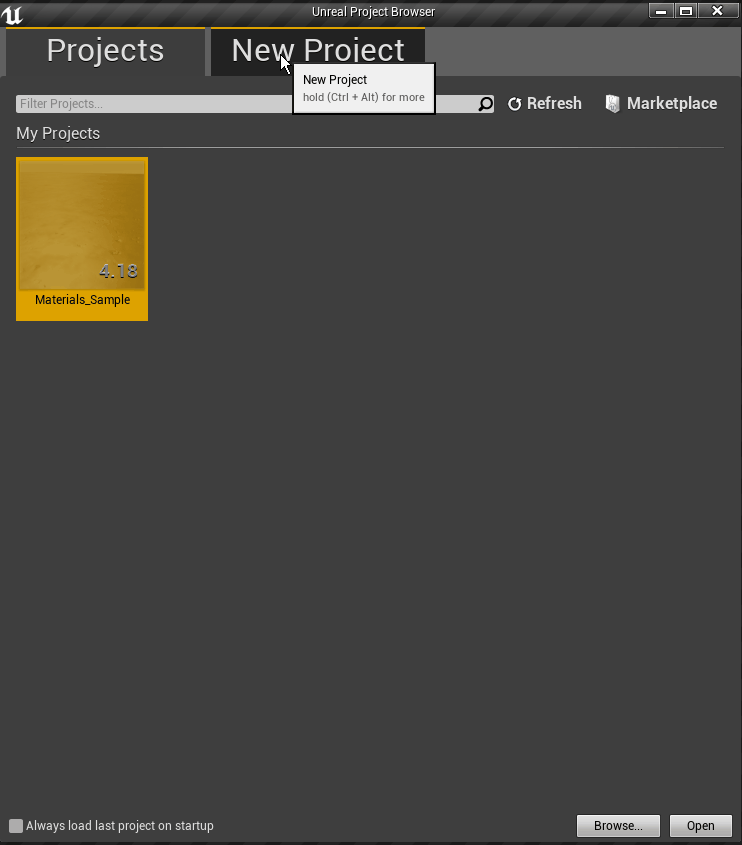 Unreal Project Browser
Projects
New Project
New Project
hold (Ctrl + Alt) for more
Filter Projects...
Refresh
Marketplace
My Projects
4.18
Materials_Sample
Always load last project on startup
Browse...
Open